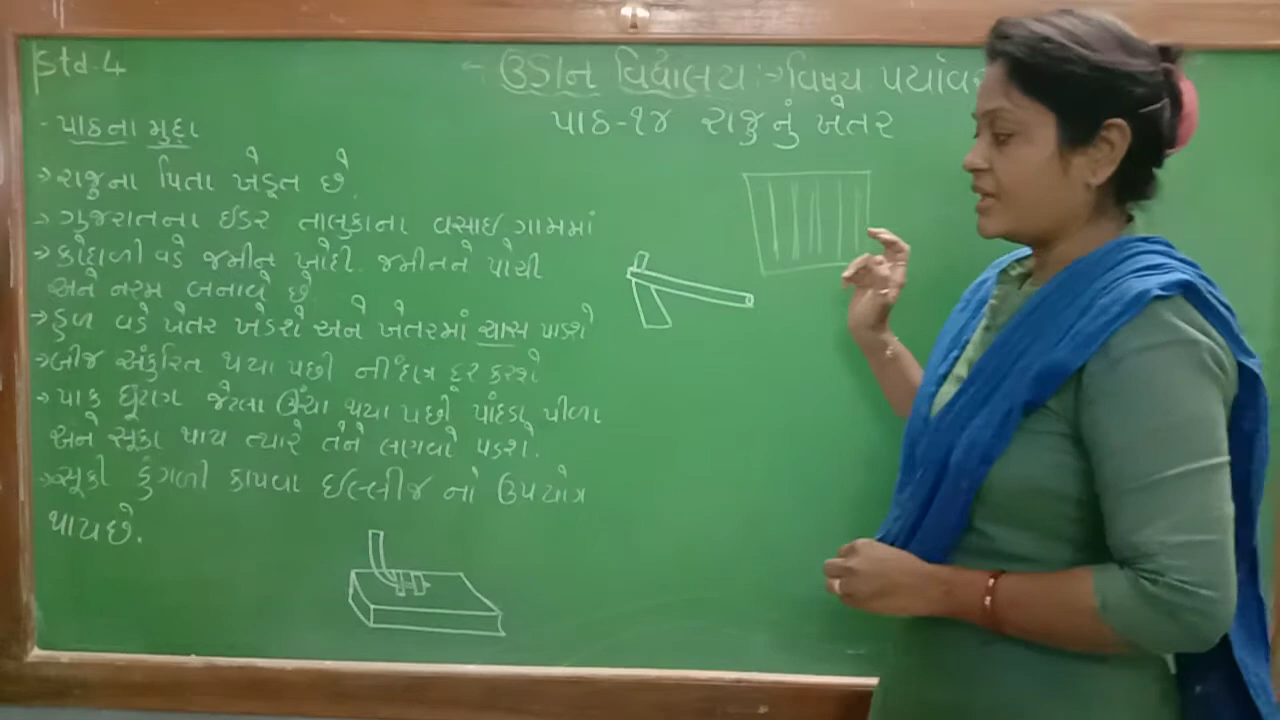 Std-4
ઉડાન વિદ્યાલય :→ વિષય પર્યાવ
પાઠ-૧૪ રાજુનું ખેતર
- પાઠના મુદ્દા
→ રાજુના પિતા ખેડૂત છે.
→ ગુજરાતના ઈડર તાલુકાના વસાઈ ગામમાં
→ કોદાળી વડે જમીન ખોદી. જમીનને પોચી
અને નરમ બનાવે છે
→ હળ વડે ખેતર ખેડશે અને ખેતરમાં ચાસ પાડશે
→ બીજ અંકુરિત થયા પછી નીંદણ દૂર કરશે
→ પાક ઘૂંટણ જેટલા ઊંચા થયા પછી પાંદડા પીળા
અને સૂકા થાય ત્યારે તેને લાગવો પડશે.
→ સૂકી ડુંગળી કાપવા ઈલ્લીજ નો ઉપયોગ
થાય છે.